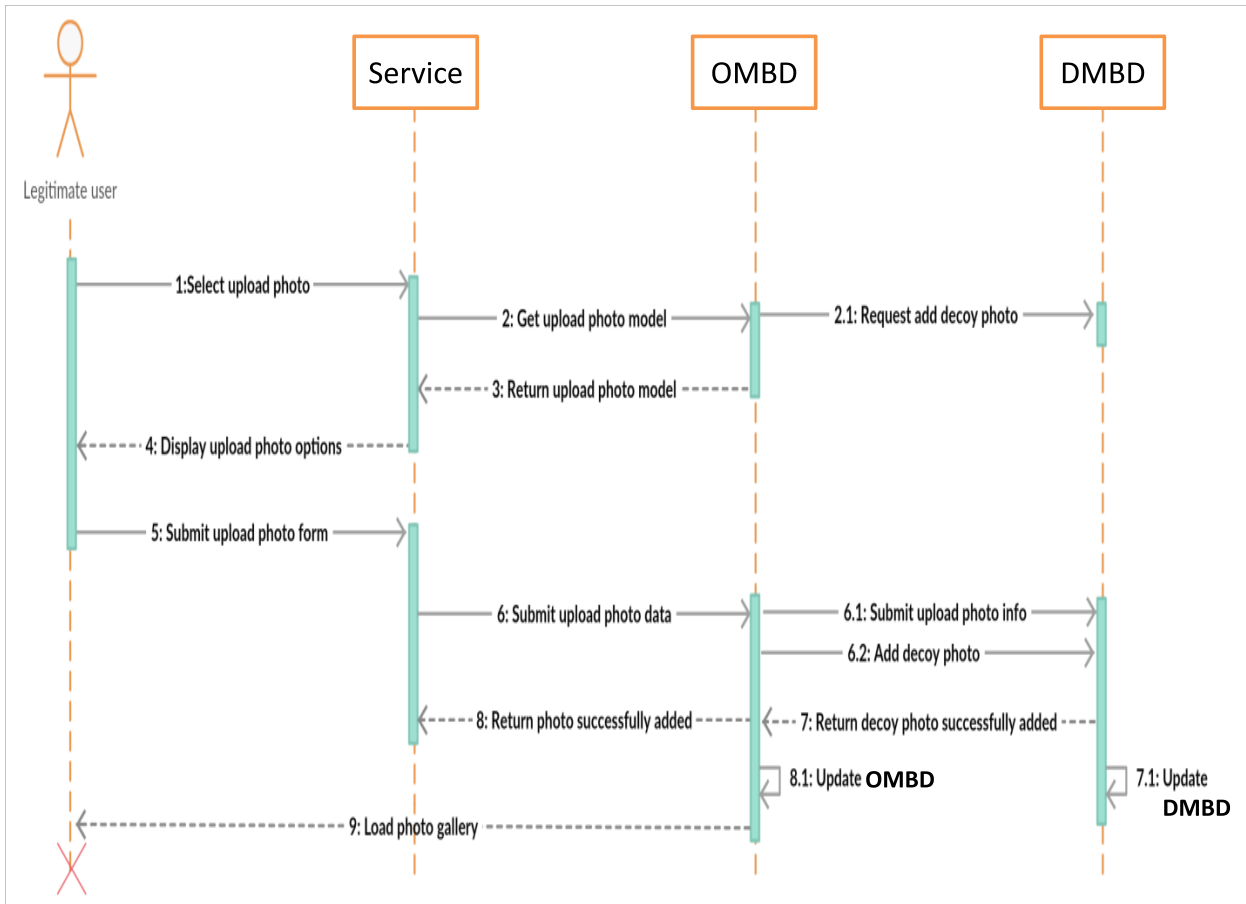 Service
OMBD
DMBD
Legitimate user
1:Select upload photo
2: Get upload photo model
2.1: Request add decoy photo
3: Return upload photo model
4: Display upload photo options
5: Submit upload photo form
6: Submit upload photo data
6.1: Submit upload photo info
6.2: Add decoy photo
8: Return photo successfully added
7: Return decoy photo successfully added
8.1: Update OMBD
7.1: Update
DMBD
9: Load photo gallery